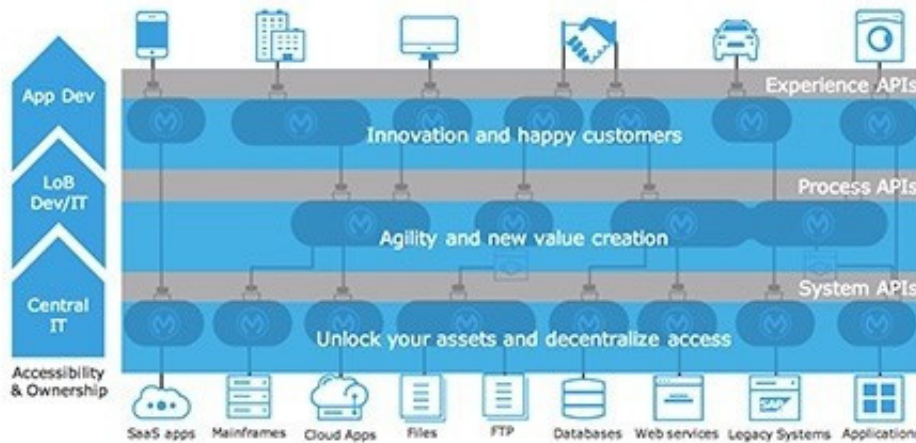 App Dev
LoB
Dev/IT
Central
IT
Accessibility
& Ownership
Experience APIs
Innovation and happy customers
Process APIs
Agility and new value creation
System APIs
Unlock your assets and decentralize access
SaaS apps
Mainframes
Cloud Apps
Files
FTP
Databases
Web services
SAP
Legacy Systems
Application